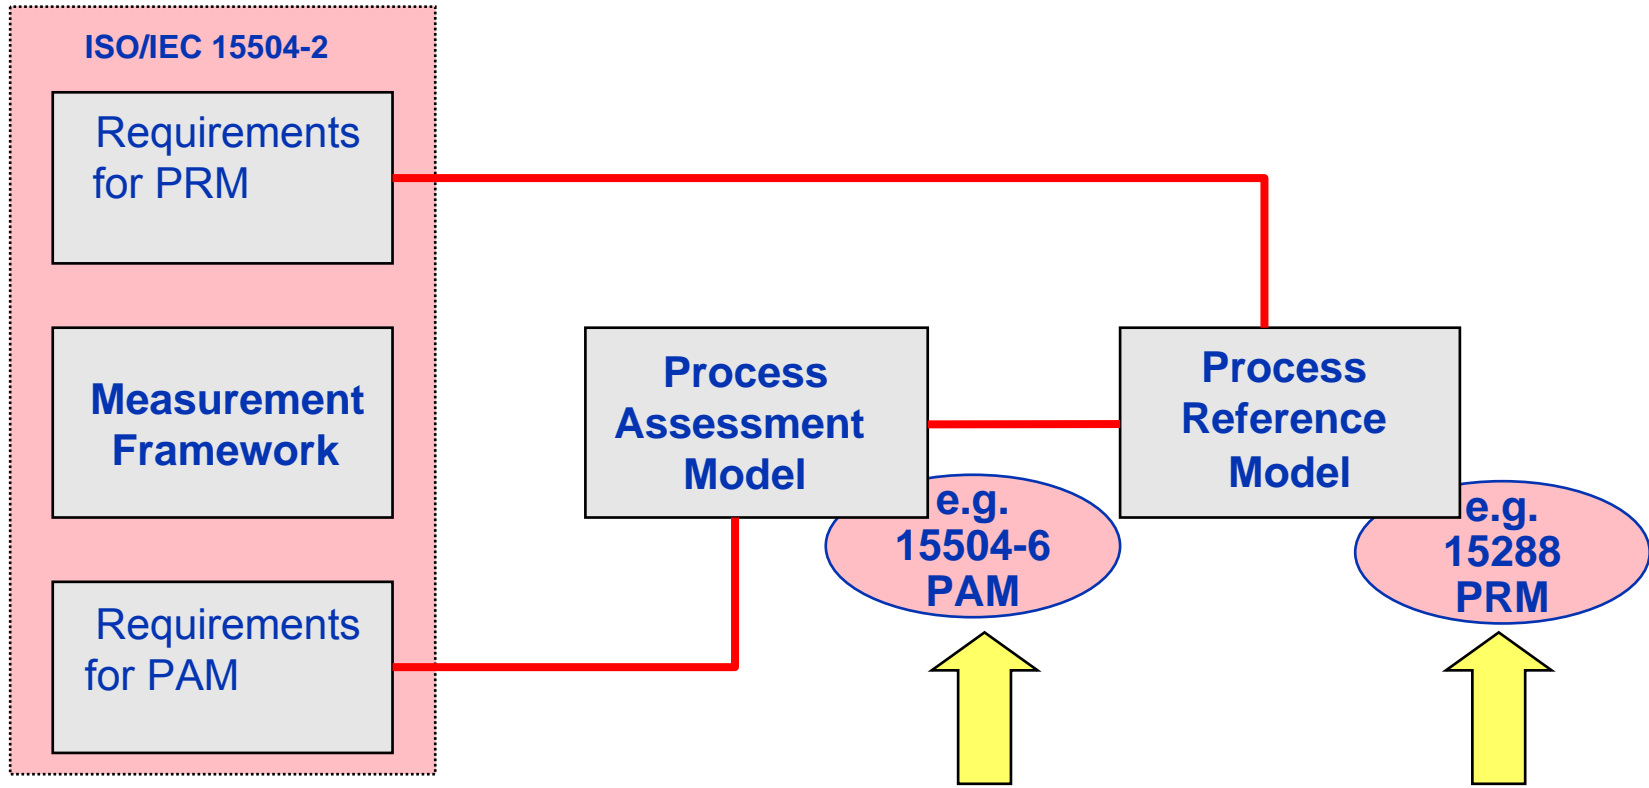 ISO/IEC 15504-2
Requirements
for PRM
Measurement
Framework
Requirements
for PAM
Process
Assessment
Model
e.g.
15504-6
PAM
Process
Reference
Model
e.g.
15288
PRM